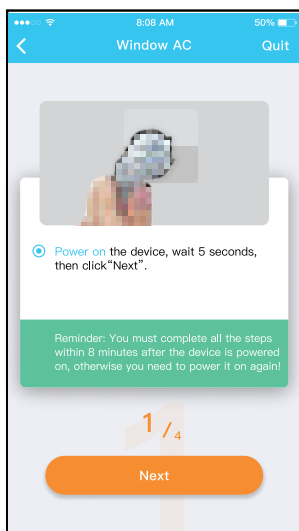 8:08 AM
50%
Window AC
Quit
Power on the device, wait 5 seconds,
then click“Next”.
Reminder: You must complete all the steps
within 8 minutes after the device is powered
on, otherwise you need to power it on again!
1/4
Next